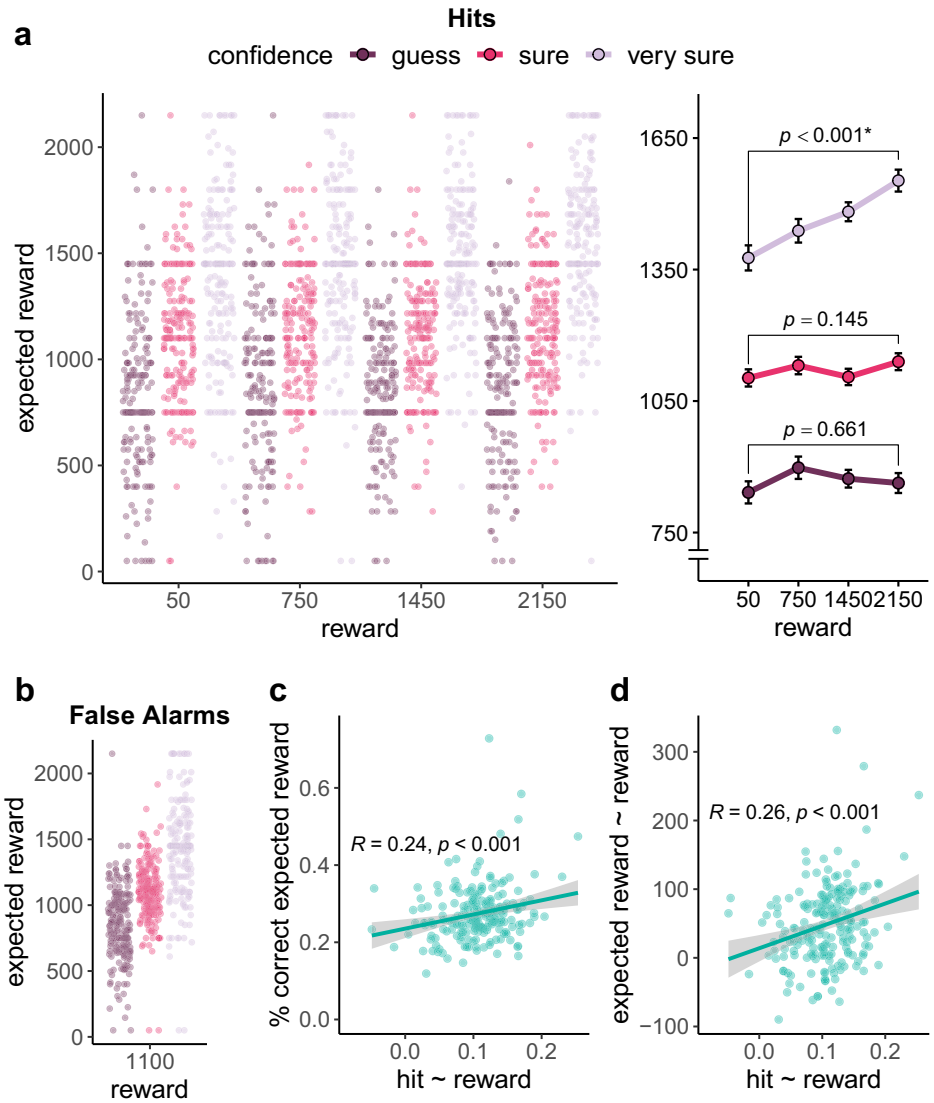 a
Hits
confidence guess sure very sure
expected reward
2000
1500
1000
500
0
50 750 1450 2150
reward
1650
1350
1050
750
p < 0.001*
p = 0.145
p = 0.661
50 750 1450 2150
reward
b
False Alarms
expected reward
2000
1500
1000
500
0
1100
reward
c
% correct expected reward
0.6
0.4
0.2
0.0
R = 0.24, p < 0.001
0.0 0.1 0.2
hit ~ reward
d
expected reward ~ reward
300
200
100
0
−100
R = 0.26, p < 0.001
0.0 0.1 0.2
hit ~ reward